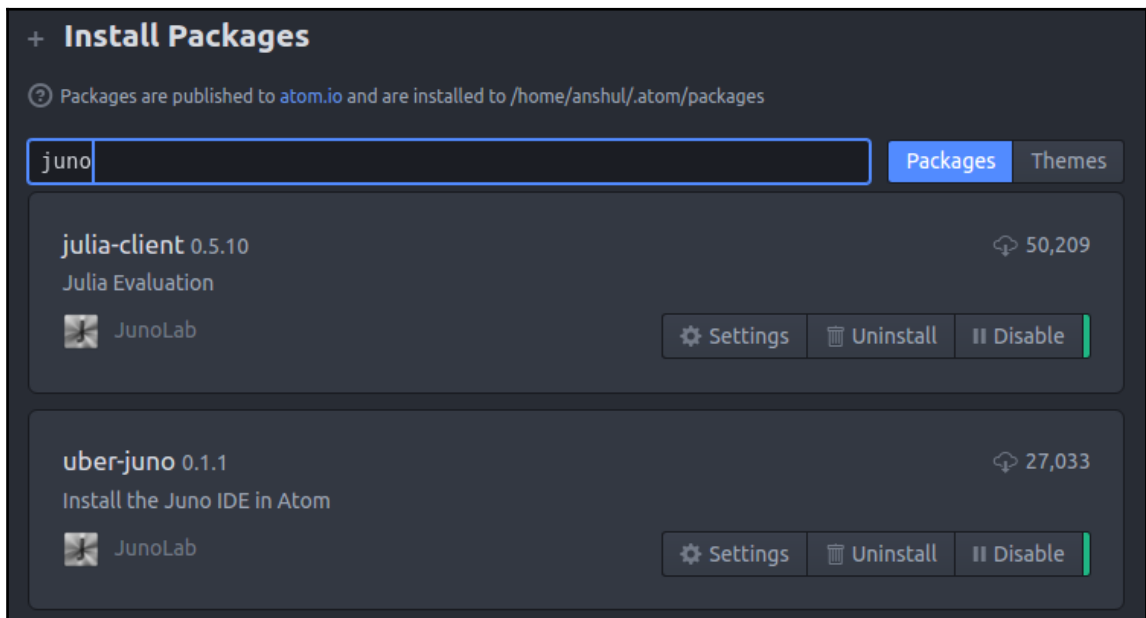 + Install Packages
? Packages are published to atom.io and are installed to /home/anshul/.atom/packages
juno
Packages Themes
julia-client 0.5.10 50,209
Julia Evaluation
JunoLab
Settings Uninstall Disable
uber-juno 0.1.1 27,033
Install the Juno IDE in Atom
JunoLab
Settings Uninstall Disable